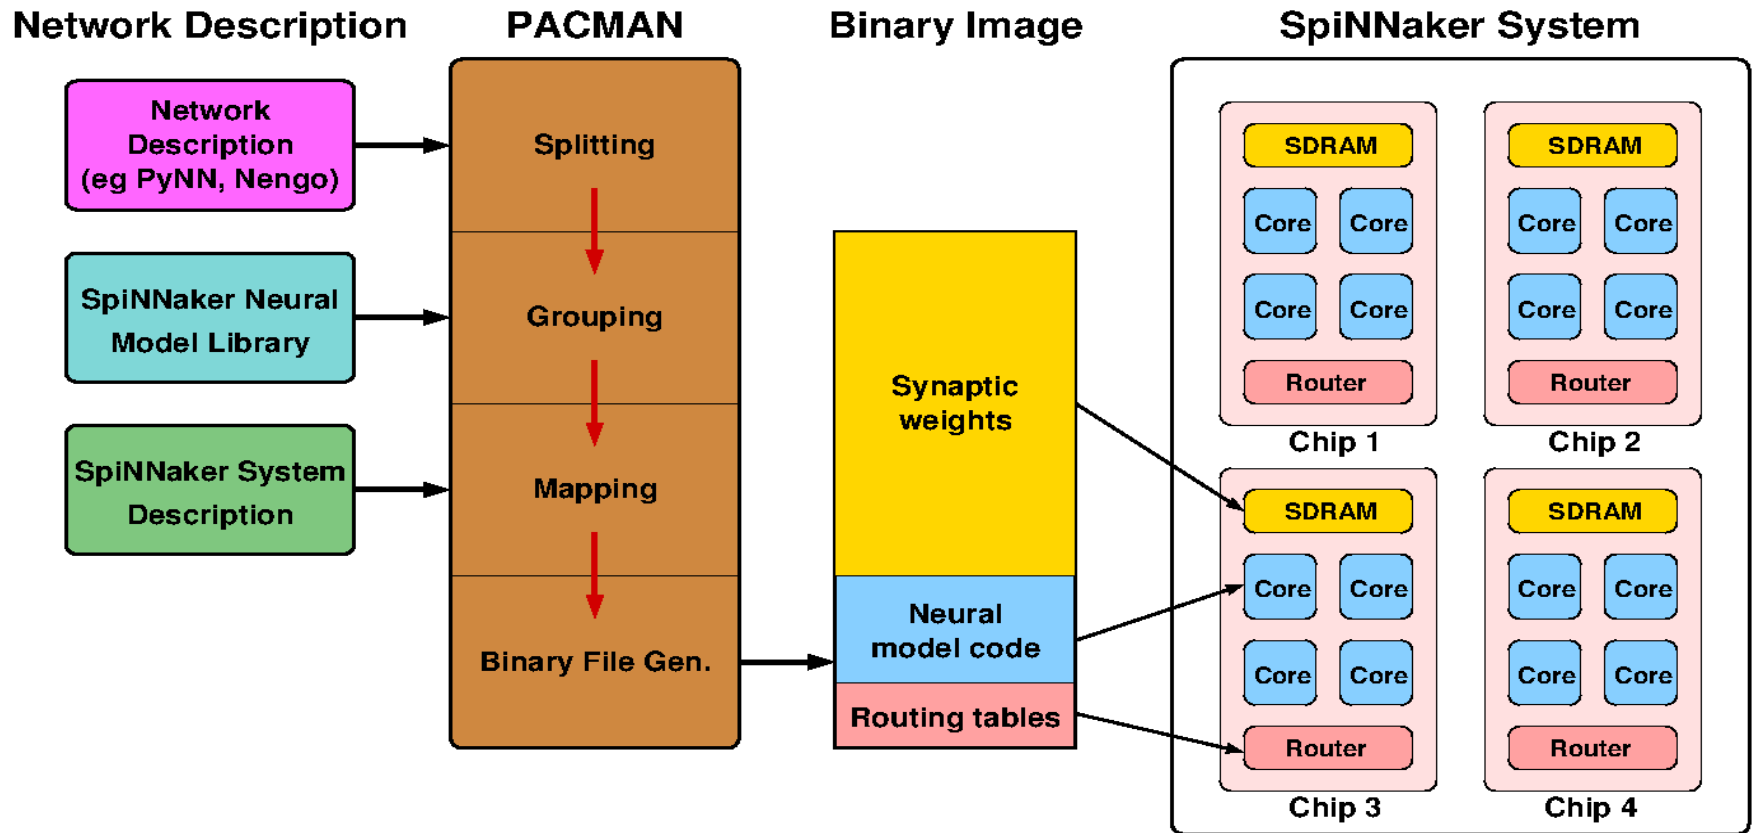 Network Description
PACMAN
Binary Image
SpiNNaker System
Network
Description
(eg PyNN, Nengo)
SpiNNaker Neural
Model Library
SpiNNaker System
Description
Splitting
Grouping
Mapping
Binary File Gen.
Synaptic
weights
Neural
model code
Routing tables
SDRAM
Core Core
Core Core
Router
Chip 1
SDRAM
Core Core
Core Core
Router
Chip 2
SDRAM
Core Core
Core Core
Router
Chip 3
SDRAM
Core Core
Core Core
Router
Chip 4